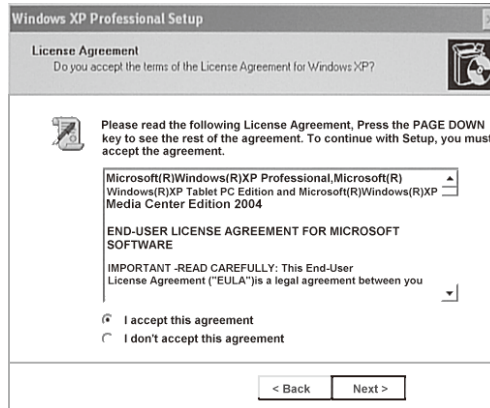 Windows XP Professional Setup
License Agreement
Do you accept the terms of the License Agreement for Windows XP?
Please read the following License Agreement, Press the PAGE DOWN
key to see the rest of the agreement. To continue with Setup, you must
accept the agreement.
Microsoft(R)Windows(R)XP Professional,Microsoft(R)
Windows(R)XP Tablet PC Edition and Microsoft(R)Windows(R)XP
Media Center Edition 2004
END-USER LICENSE AGREEMENT FOR MICROSOFT
SOFTWARE
IMPORTANT -READ CAREFULLY: This End-User
License Agreement ("EULA")is a legal agreement between you
I accept this agreement
I don't accept this agreement
< Back
Next >